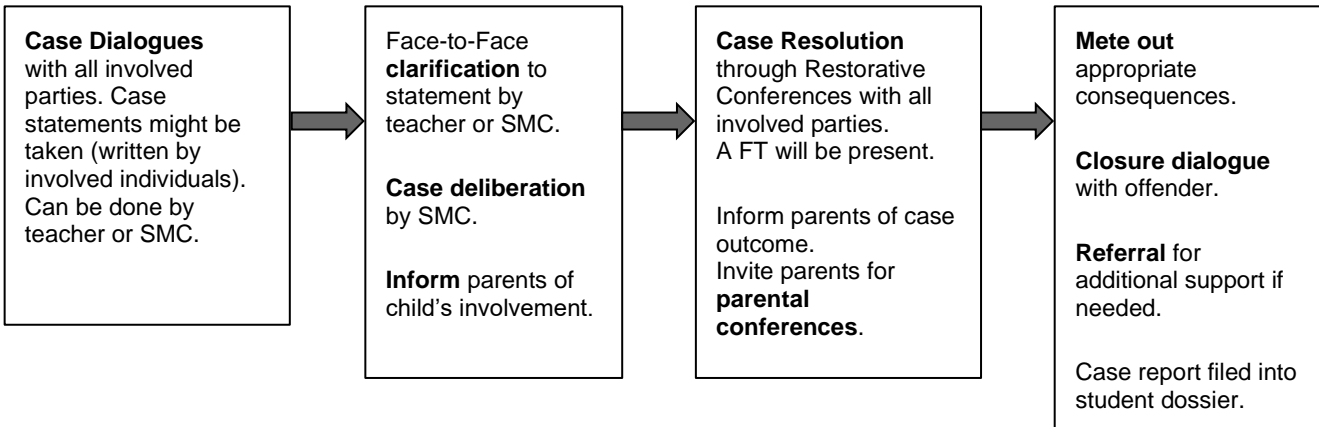 Case Dialogues
with all involved
parties. Case
statements might be
taken (written by
involved individuals).
Can be done by
teacher or SMC.
Face-to-Face
clarification to
statement by
teacher or SMC.
Case deliberation
by SMC.
Inform parents of
child’s involvement.
Case Resolution
through Restorative
Conferences with all
involved parties.
A FT will be present.
Inform parents of case
outcome.
Invite parents for
parental
conferences.
Mete out
appropriate
consequences.
Closure dialogue
with offender.
Referral for
additional support if
needed.
Case report filed into
student dossier.